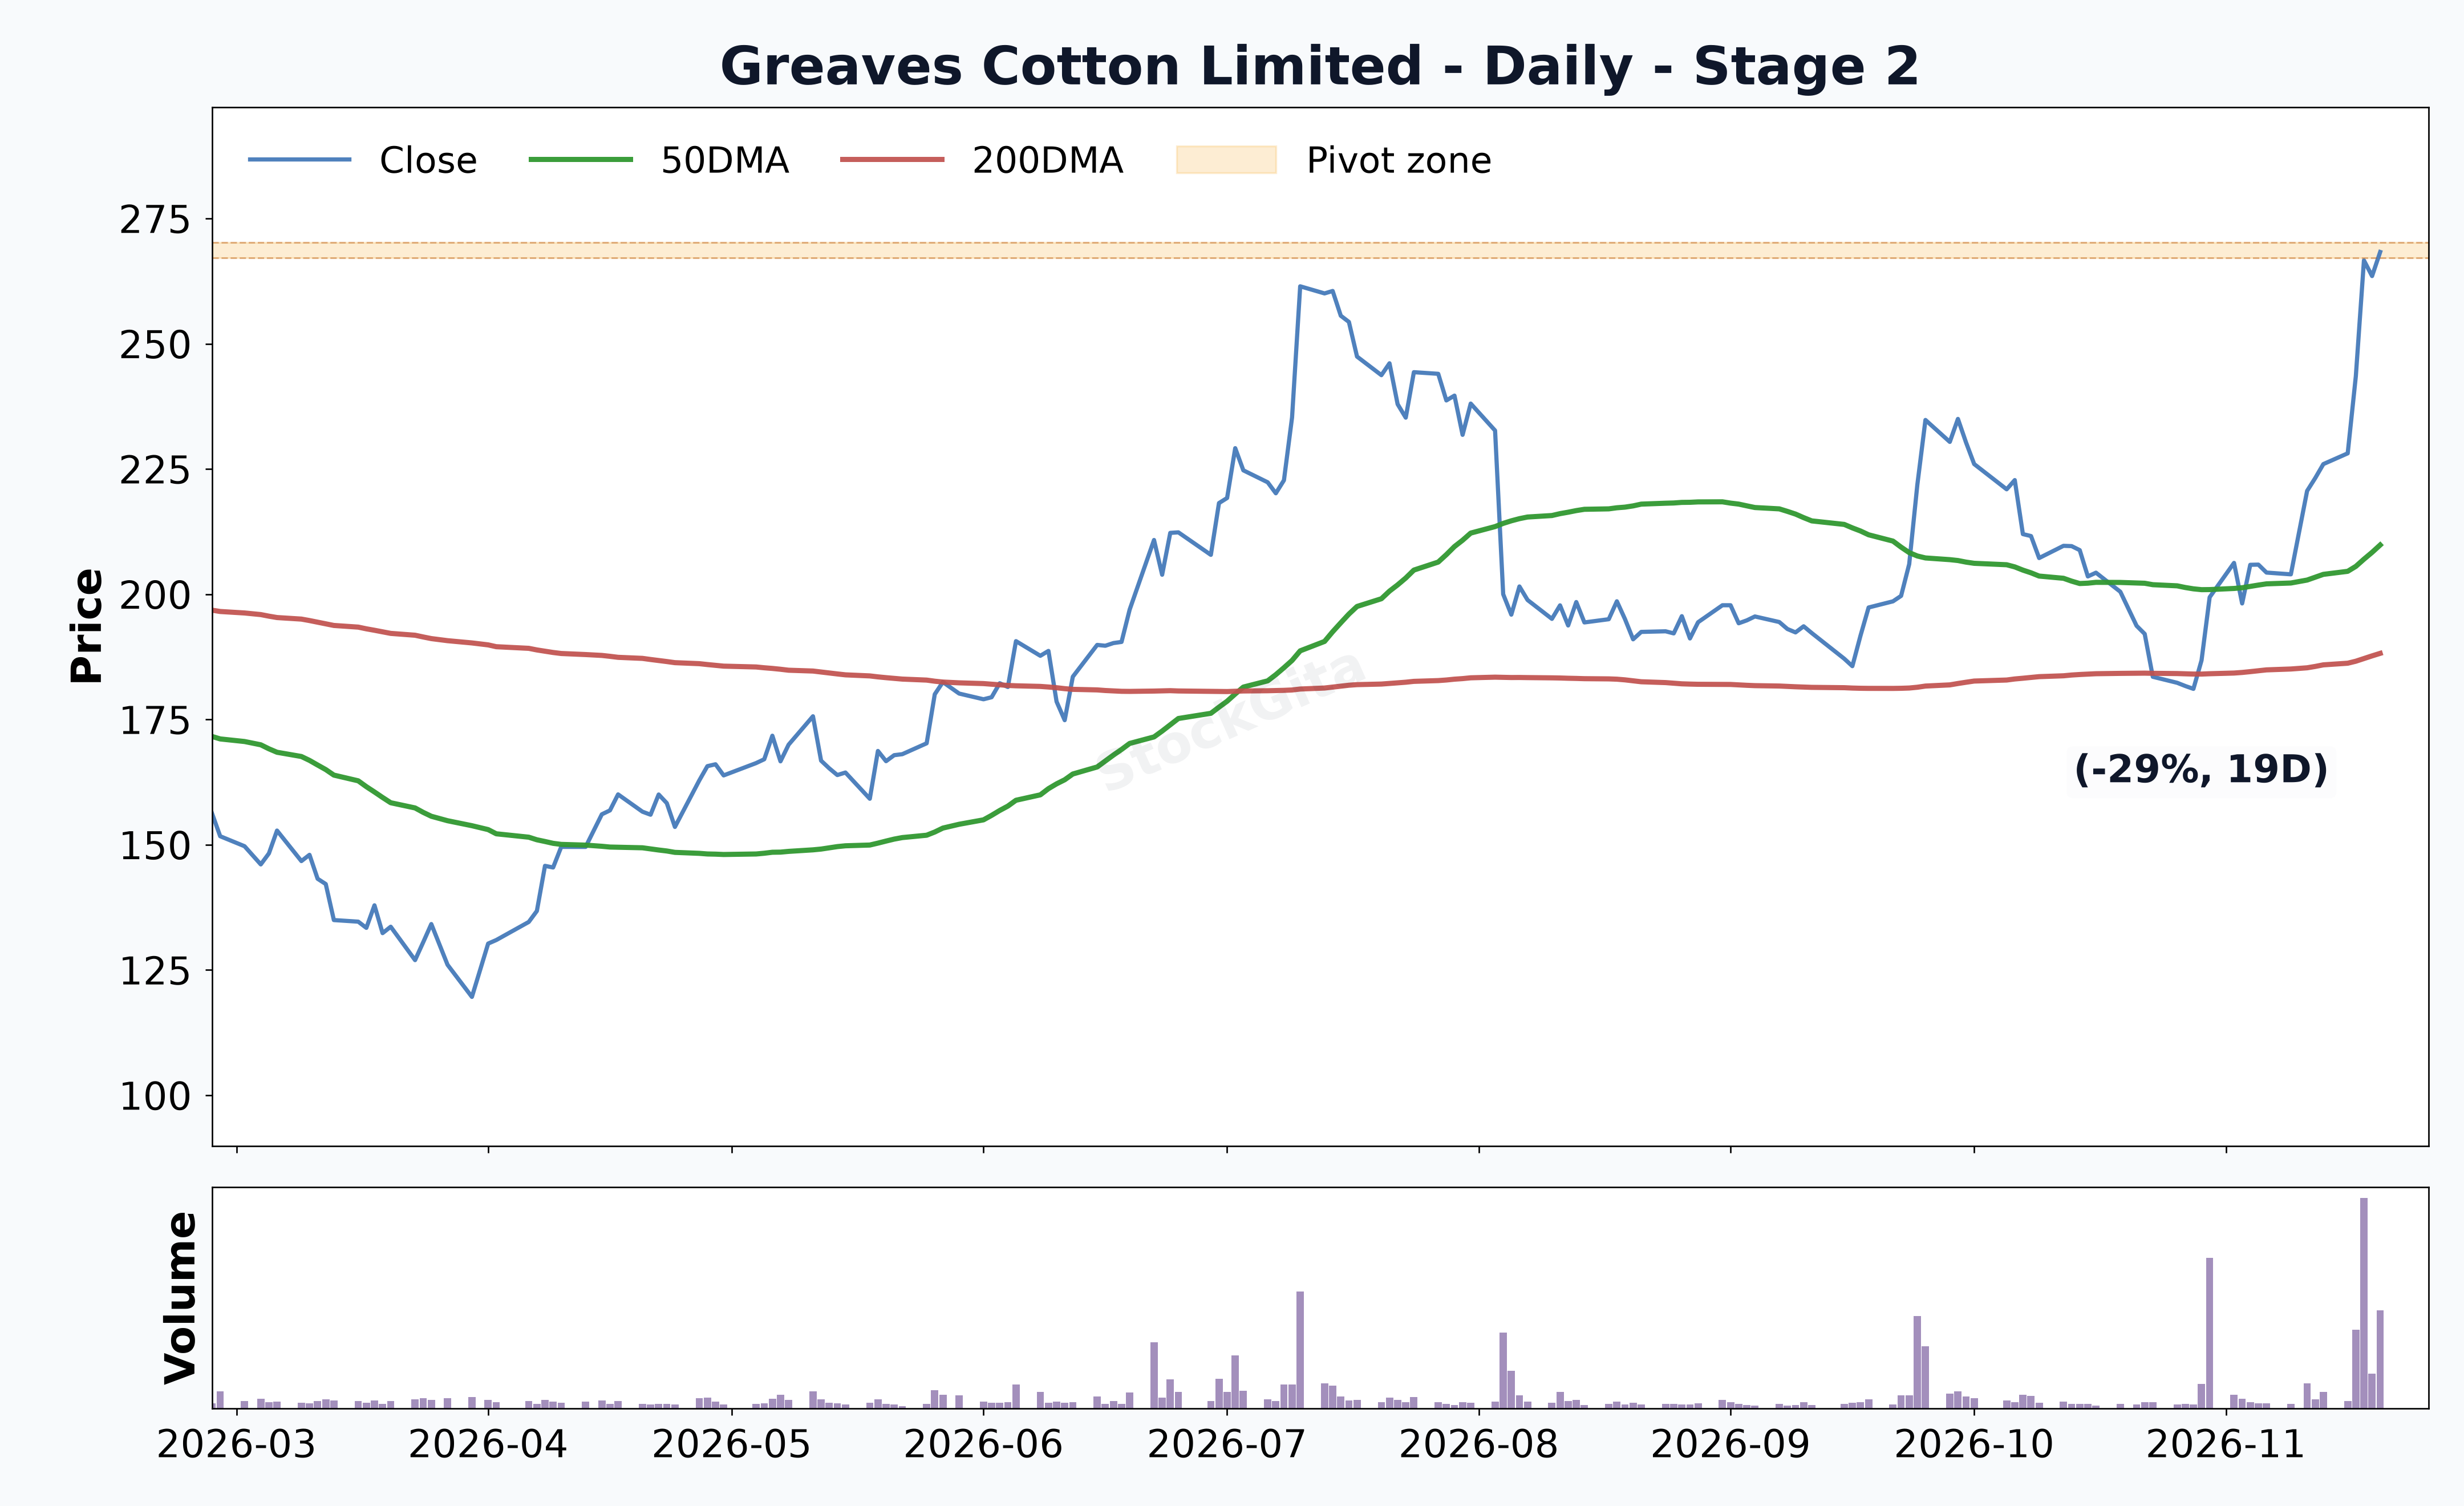 Greaves Cotton Limited - Daily - Stage 2
Close 50DMA 200DMA Pivot zone
275
250
225
200
175
150
125
100
Price
StockGita
(-29%, 19D)
Volume
2026-03 2026-04 2026-05 2026-06 2026-07 2026-08 2026-09 2026-10 2026-11